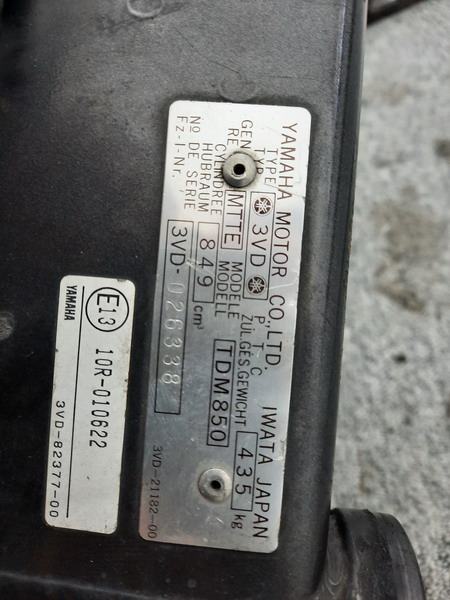 YAMAHA MOTOR CO.,LTD. IWATA JAPAN
TYPE/ P T C
TYP 3VD ZUL.GES.GEWICHT 435 kg
GEN MODELE
RE MTTE MODELL TDM850
CYLINDREE
HUBRAUM 849 cm³
No DE SERIE
Fz-I-Nr. 3VD-026338
3VD-21182-00
E13 10R-010622
YAMAHA 3VD-82377-00